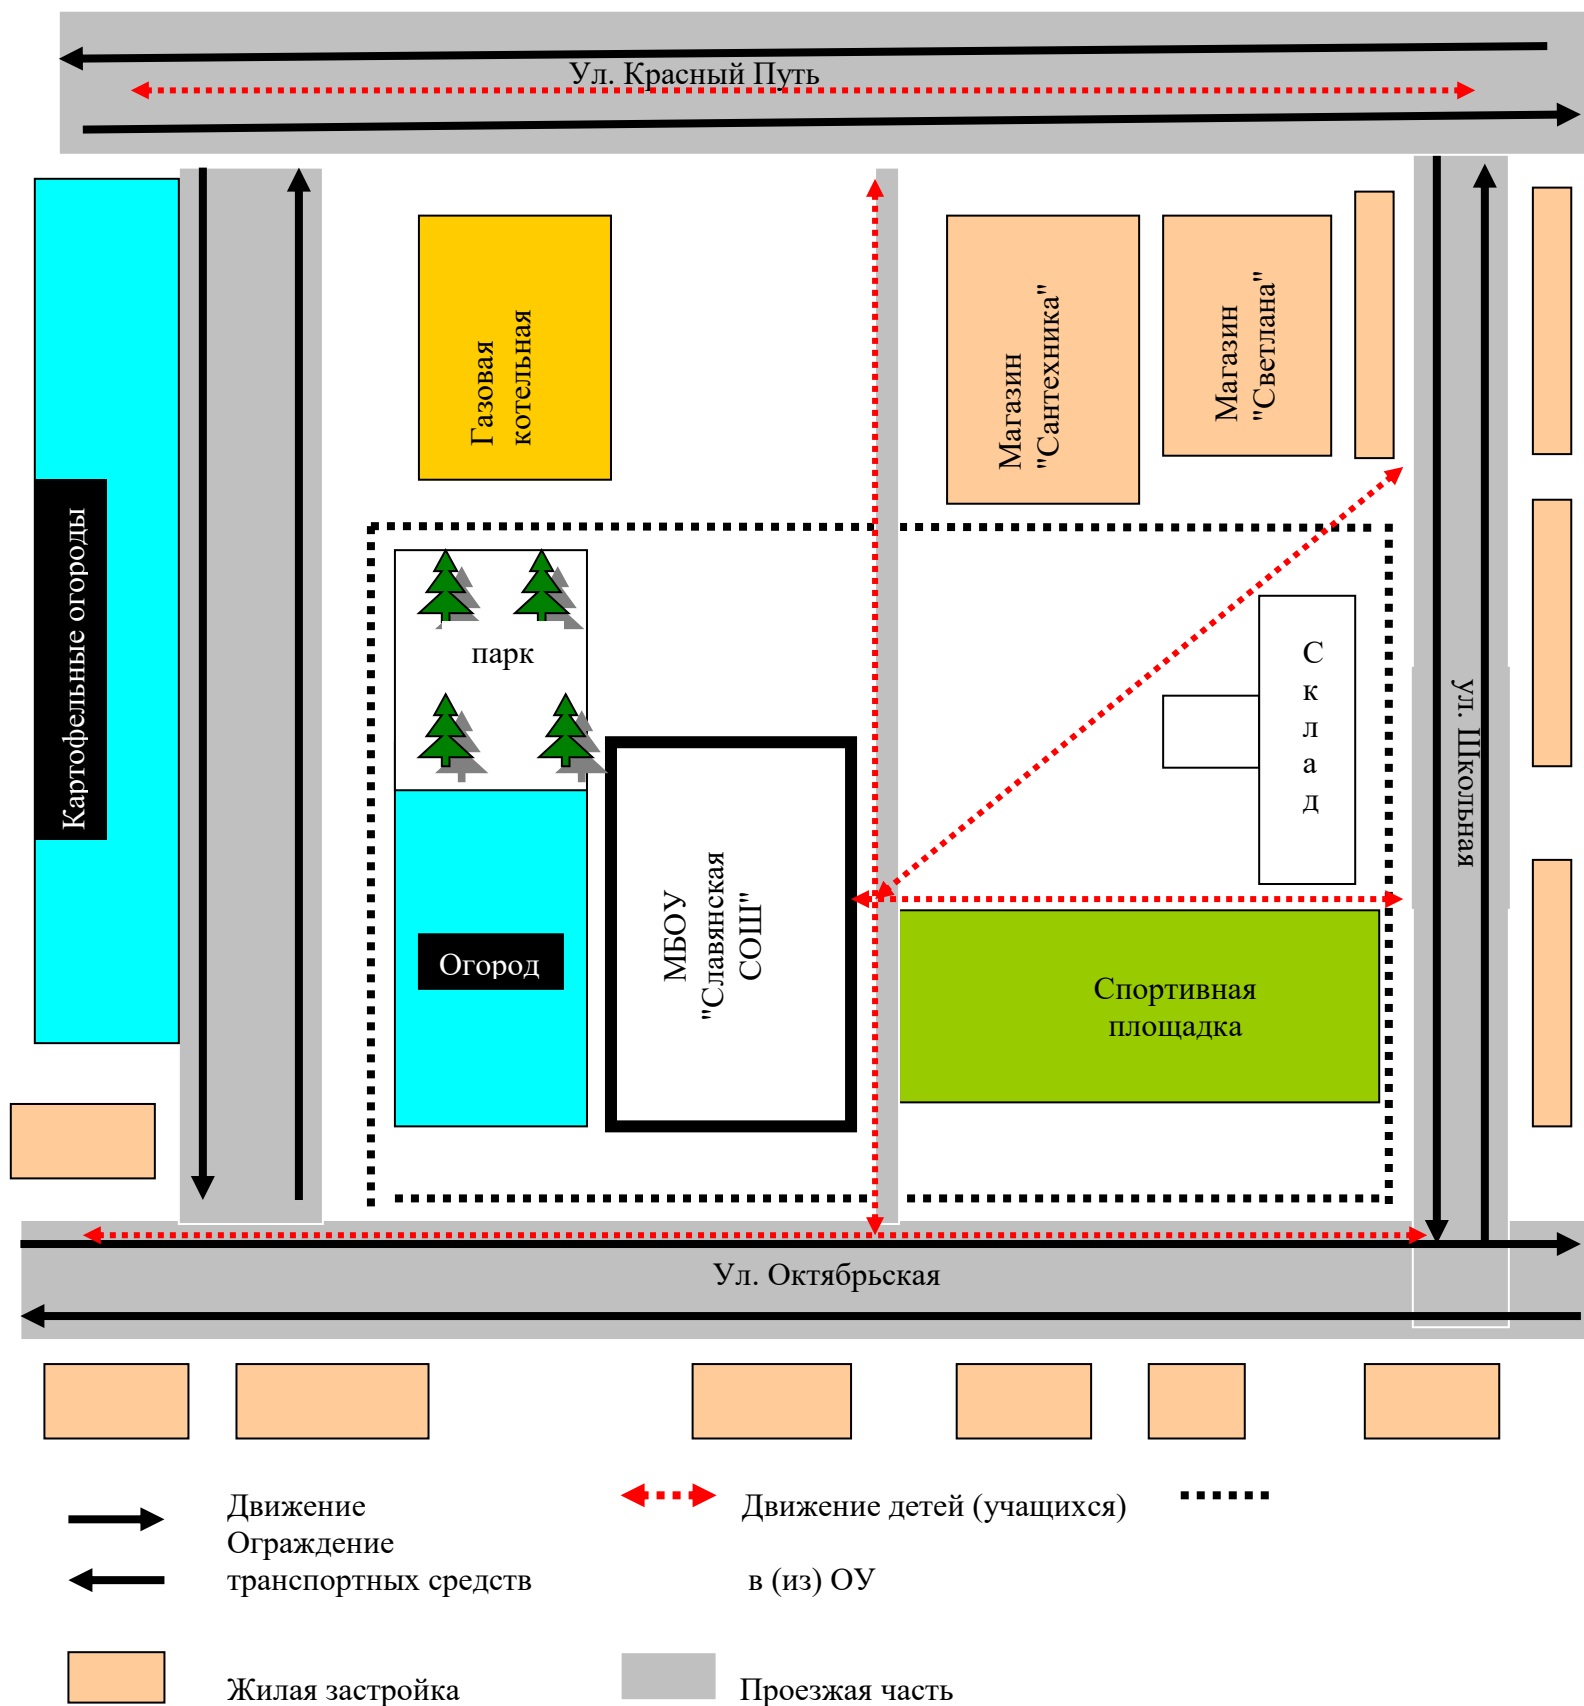 Ул. Красный Путь
Газовая
котельная
Магазин
"Сантехника"
Магазин
"Светлана"
Картофельные огороды
парк
С
к
л
а
д
ул. Школьная
МБОУ
"Славянская
СОШ"
Огород
Спортивная
площадка
Ул. Октябрьская
Движение
Движение детей (учащихся)
Ограждение
транспортных средств
в (из) ОУ
Жилая застройка
Проезжая часть